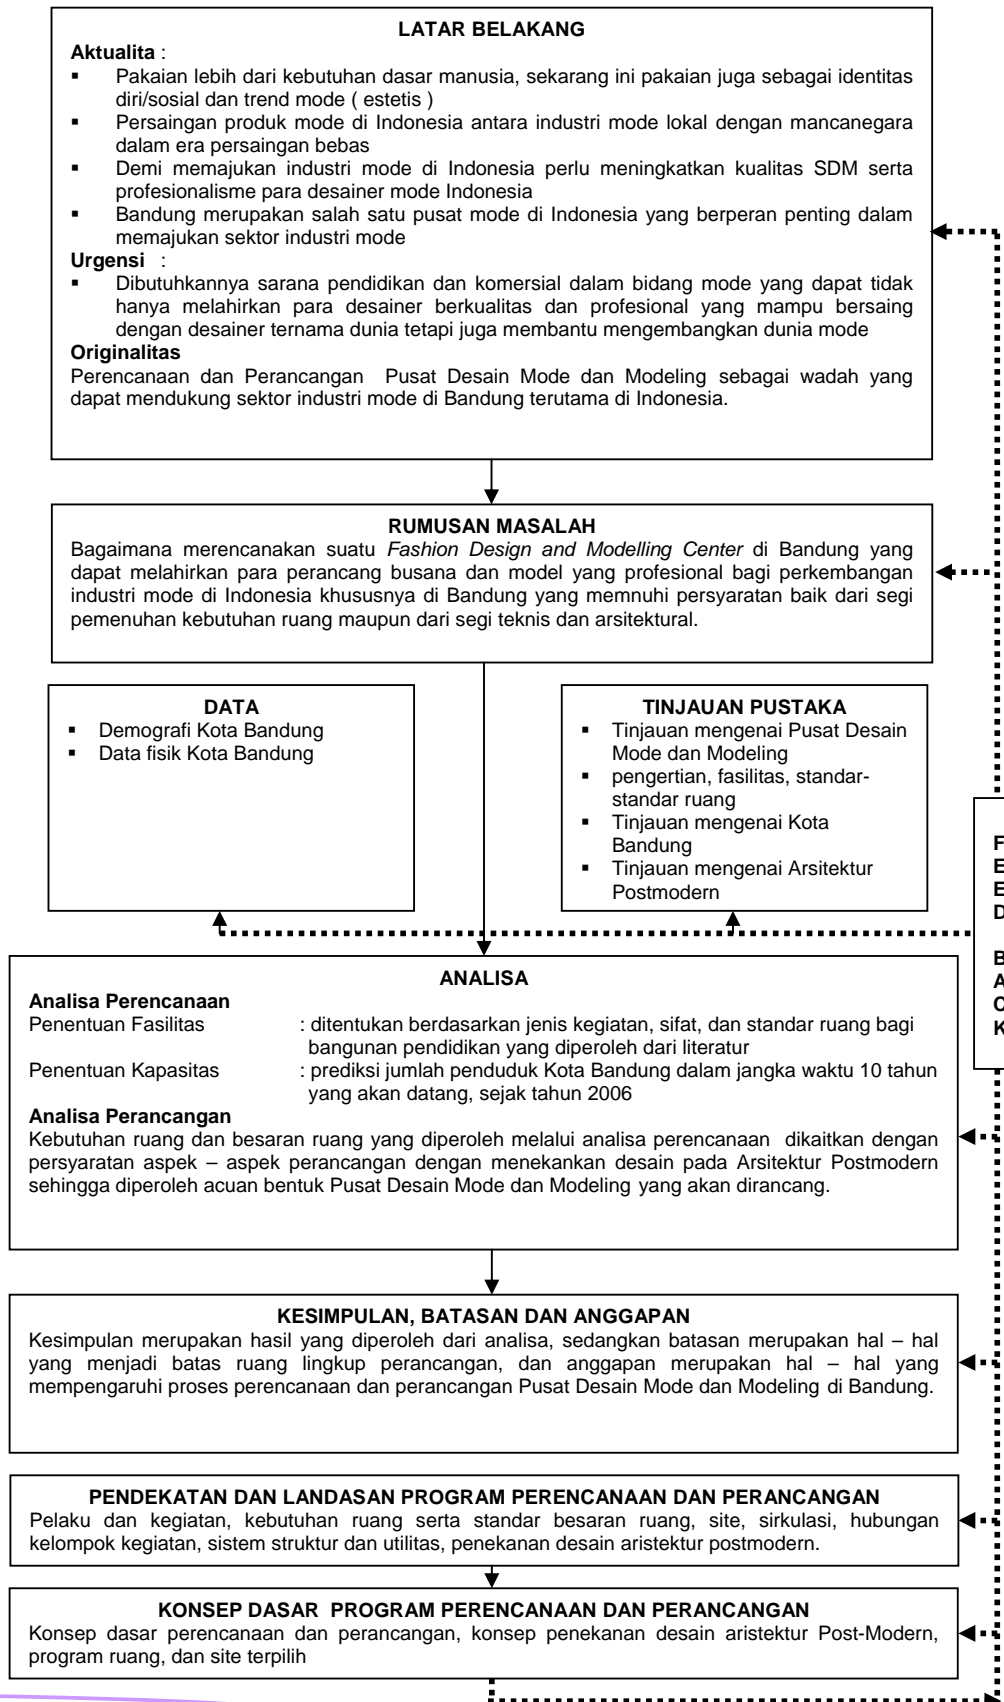 LATAR BELAKANG
Aktualita :
▪ Pakaian lebih dari kebutuhan dasar manusia, sekarang ini pakaian juga sebagai identitas
diri/sosial dan trend mode ( estetis )
▪ Persaingan produk mode di Indonesia antara industri mode lokal dengan mancanegara
dalam era persaingan bebas
▪ Demi memajukan industri mode di Indonesia perlu meningkatkan kualitas SDM serta
profesionalisme para desainer mode Indonesia
▪ Bandung merupakan salah satu pusat mode di Indonesia yang berperan penting dalam
memajukan sektor industri mode
Urgensi :
▪ Dibutuhkannya sarana pendidikan dan komersial dalam bidang mode yang dapat tidak
hanya melahirkan para desainer berkualitas dan profesional yang mampu bersaing
dengan desainer ternama dunia tetapi juga membantu mengembangkan dunia mode
Originalitas
Perencanaan dan Perancangan Pusat Desain Mode dan Modeling sebagai wadah yang
dapat mendukung sektor industri mode di Bandung terutama di Indonesia.
RUMUSAN MASALAH
Bagaimana merencanakan suatu Fashion Design and Modelling Center di Bandung yang
dapat melahirkan para perancang busana dan model yang profesional bagi perkembangan
industri mode di Indonesia khususnya di Bandung yang memnuhi persyaratan baik dari segi
pemenuhan kebutuhan ruang maupun dari segi teknis dan arsitektural.
DATA
▪ Demografi Kota Bandung
▪ Data fisik Kota Bandung
TINJAUAN PUSTAKA
▪ Tinjauan mengenai Pusat Desain
Mode dan Modeling
▪ pengertian, fasilitas, standar-
standar ruang
▪ Tinjauan mengenai Kota
Bandung
▪ Tinjauan mengenai Arsitektur
Postmodern
F
E
E
D
B
A
C
K
ANALISA
Analisa Perencanaan
Penentuan Fasilitas : ditentukan berdasarkan jenis kegiatan, sifat, dan standar ruang bagi
bangunan pendidikan yang diperoleh dari literatur
Penentuan Kapasitas : prediksi jumlah penduduk Kota Bandung dalam jangka waktu 10 tahun
yang akan datang, sejak tahun 2006
Analisa Perancangan
Kebutuhan ruang dan besaran ruang yang diperoleh melalui analisa perencanaan dikaitkan dengan
persyaratan aspek – aspek perancangan dengan menekankan desain pada Arsitektur Postmodern
sehingga diperoleh acuan bentuk Pusat Desain Mode dan Modeling yang akan dirancang.
KESIMPULAN, BATASAN DAN ANGGAPAN
Kesimpulan merupakan hasil yang diperoleh dari analisa, sedangkan batasan merupakan hal – hal
yang menjadi batas ruang lingkup perancangan, dan anggapan merupakan hal – hal yang
mempengaruhi proses perencanaan dan perancangan Pusat Desain Mode dan Modeling di Bandung.
PENDEKATAN DAN LANDASAN PROGRAM PERENCANAAN DAN PERANCANGAN
Pelaku dan kegiatan, kebutuhan ruang serta standar besaran ruang, site, sirkulasi, hubungan
kelompok kegiatan, sistem struktur dan utilitas, penekanan desain aristektur postmodern.
KONSEP DASAR PROGRAM PERENCANAAN DAN PERANCANGAN
Konsep dasar perencanaan dan perancangan, konsep penekanan desain aristektur Post-Modern,
program ruang, dan site terpilih